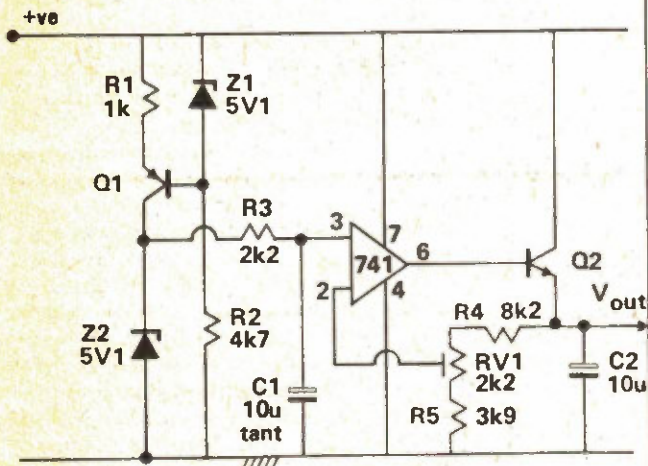 +ve
R1
1k
Z1
5V1
Q1
R3
2k2
3
7
741
6
2
4
Q2
Vout
R4 8k2
RV1
2k2
R5 3k9
Z2
5V1
R2
4k7
C1
10u
tant
C2
10u